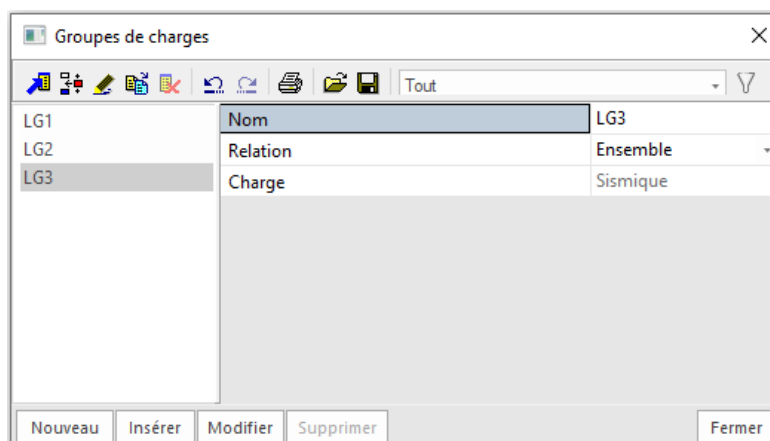 Groupes de charges
Tout
LG1
LG2
LG3
Nom LG3
Relation Ensemble
Charge Sismique
Nouveau Insérer Modifier Supprimer Fermer